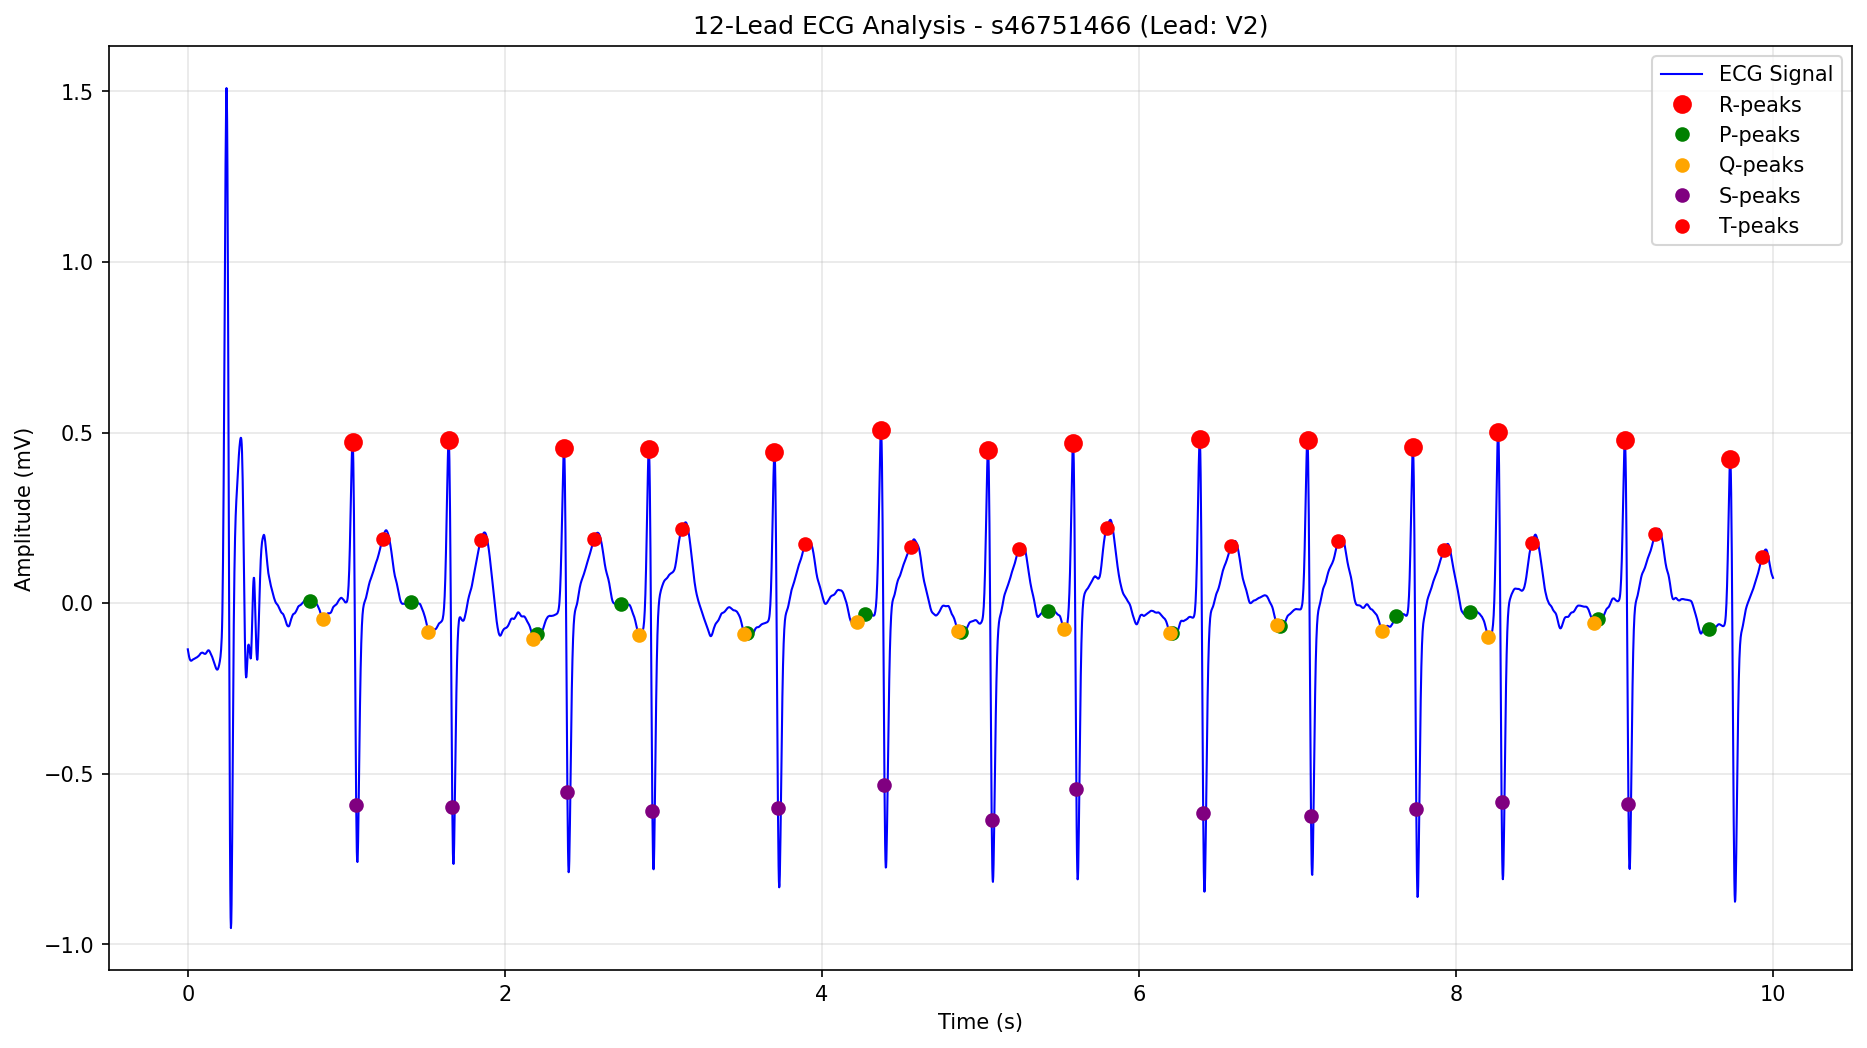 12-Lead ECG Analysis - s46751466 (Lead: V2)
ECG Signal
R-peaks
P-peaks
Q-peaks
S-peaks
T-peaks
Amplitude (mV)
1.5
1.0
0.5
0.0
−0.5
−1.0
0 2 4 6 8 10
Time (s)